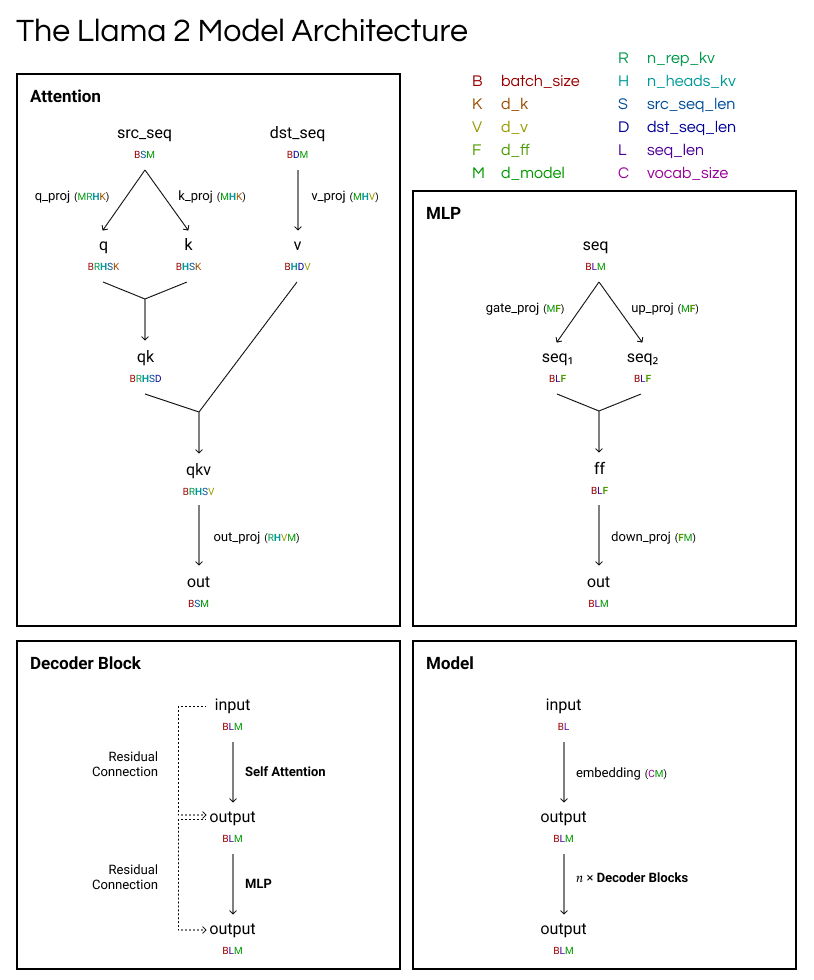 The Llama 2 Model Architecture
B batch_size
K d_k
V d_v
F d_ff
M d_model
R n_rep_kv
H n_heads_kv
S src_seq_len
D dst_seq_len
L seq_len
C vocab_size
Attention
src_seq dst_seq
BSM BDM
q_proj (MRHK) k_proj (MHK) v_proj (MHV)
q k v
BRHSK BHSK BHDV
qk
BRHSD
qkv
BRHSV
out_proj (RHVM)
out
BSM
MLP
seq
BLM
gate_proj (MF) up_proj (MF)
seq₁ seq₂
BLF BLF
ff
BLF
down_proj (FM)
out
BLM
Decoder Block
input
BLM
Residual
Connection
Self Attention
output
BLM
Residual
Connection
MLP
output
BLM
Model
input
BL
embedding (CM)
output
BLM
n × Decoder Blocks
output
BLM